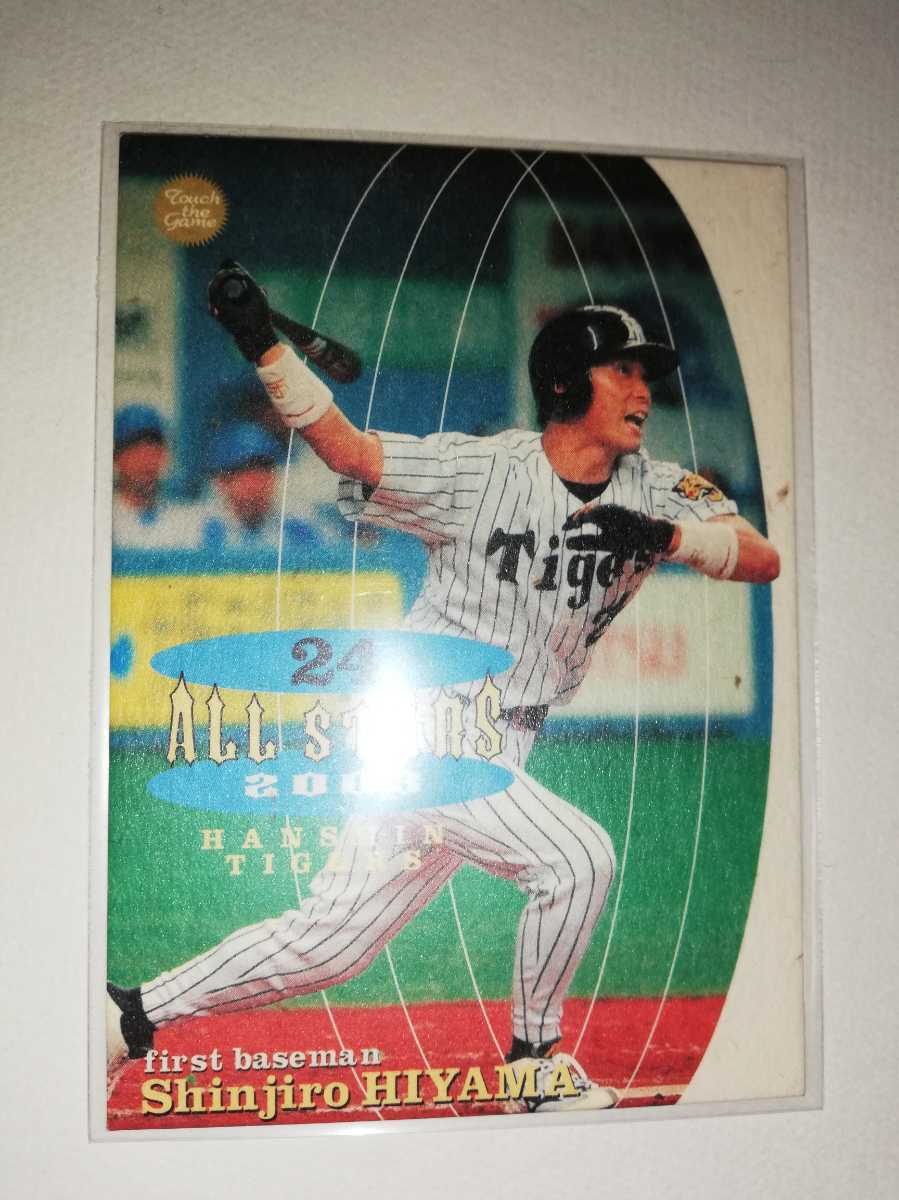 Touch
the
Game
Tigers
24
ALL STARS
2003
HANSHIN
TIGERS
first baseman
Shinjiro HIYAMA